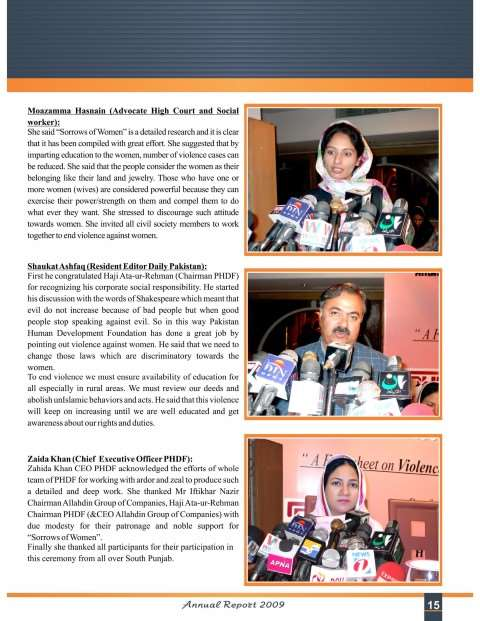 Moazamma Hasnain (Advocate High Court and Social
worker):
She said “Sorrows of Women” is a detailed research and it is clear
that it has been compiled with great effort. She suggested that by
imparting education to the women, number of violence cases can
be reduced. She said that the people consider the women as their
belonging like their land and jewelry. Those who have one or
more women (wives) are considered powerful because they can
exercise their power/strength on them and compel them to do
what ever they want. She stressed to discourage such attitude
towards women. She invited all civil society members to work
together to end violence against women.
Shaukat Ashfaq (Resident Editor Daily Pakistan):
First he congratulated Haji Ata-ur-Rehman (Chairman PHDF)
for recognizing his corporate social responsibility. He started
his discussion with the words of Shakespeare which meant that
evil do not increase because of bad people but when good
people stop speaking against evil. So in this way Pakistan
Human Development Foundation has done a great job by
pointing out violence against women. He said that we need to
change those laws which are discriminatory towards the
women.
To end violence we must ensure availability of education for
all especially in rural areas. We must review our deeds and
abolish unIslamic behaviors and acts. He said that this violence
will keep on increasing until we are well educated and get
awareness about our rights and duties.
"A F
Zaida Khan (Chief Executive Officer PHDF):
Zahida Khan CEO PHDF acknowledged the efforts of whole
team of PHDF for working with ardor and zeal to produce such
a detailed and deep work. She thanked Mr Iftikhar Nazir
Chairman Allahdin Group of Companies, Haji Ata-ur-Rehman
Chairman PHDF (&CEO Allahdin Group of Companies) with
due modesty for their patronage and noble support for
“Sorrows of Women”.
Finally she thanked all participants for their participation in
this ceremony from all over South Punjab.
heet on Violenc
NEWS
APNA
Annual Report 2009
15